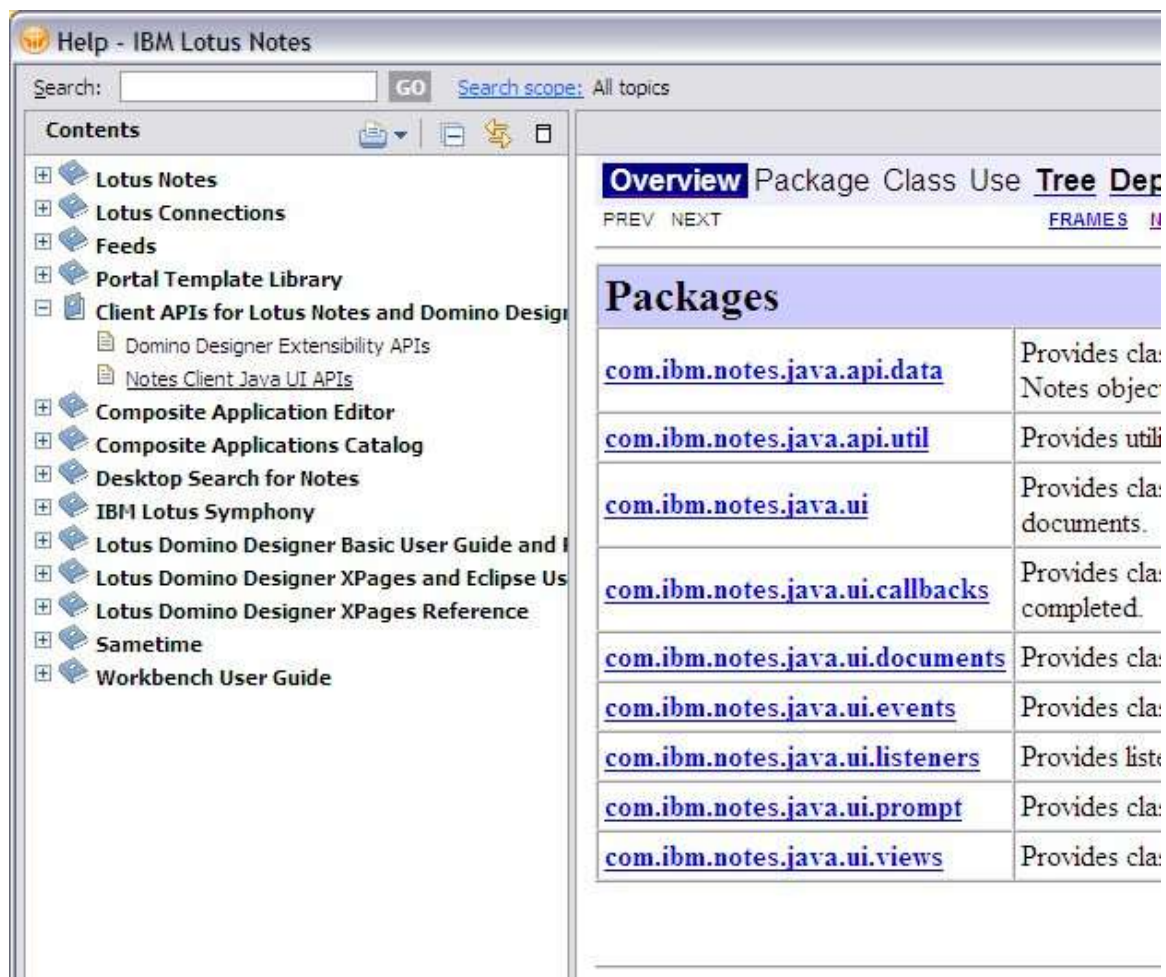 Help - IBM Lotus Notes
Search: GO Search scope: All topics
Contents
Lotus Notes
Lotus Connections
Feeds
Portal Template Library
Client APIs for Lotus Notes and Domino Desig
Domino Designer Extensibility APIs
Notes Client Java UI APIs
Composite Application Editor
Composite Applications Catalog
Desktop Search for Notes
IBM Lotus Symphony
Lotus Domino Designer Basic User Guide and
Lotus Domino Designer XPages and Eclipse Us
Lotus Domino Designer XPages Reference
Sametime
Workbench User Guide
Overview Package Class Use Tree Dep
PREV NEXT FRAMES N
Packages
com.ibm.notes.java.api.data Provides clas
Notes objec
com.ibm.notes.java.api.util Provides utili
com.ibm.notes.java.ui Provides clas
documents.
com.ibm.notes.java.ui.callbacks Provides clas
completed.
com.ibm.notes.java.ui.documents Provides clas
com.ibm.notes.java.ui.events Provides clas
com.ibm.notes.java.ui.listeners Provides liste
com.ibm.notes.java.ui.prompt Provides clas
com.ibm.notes.java.ui.views Provides clas